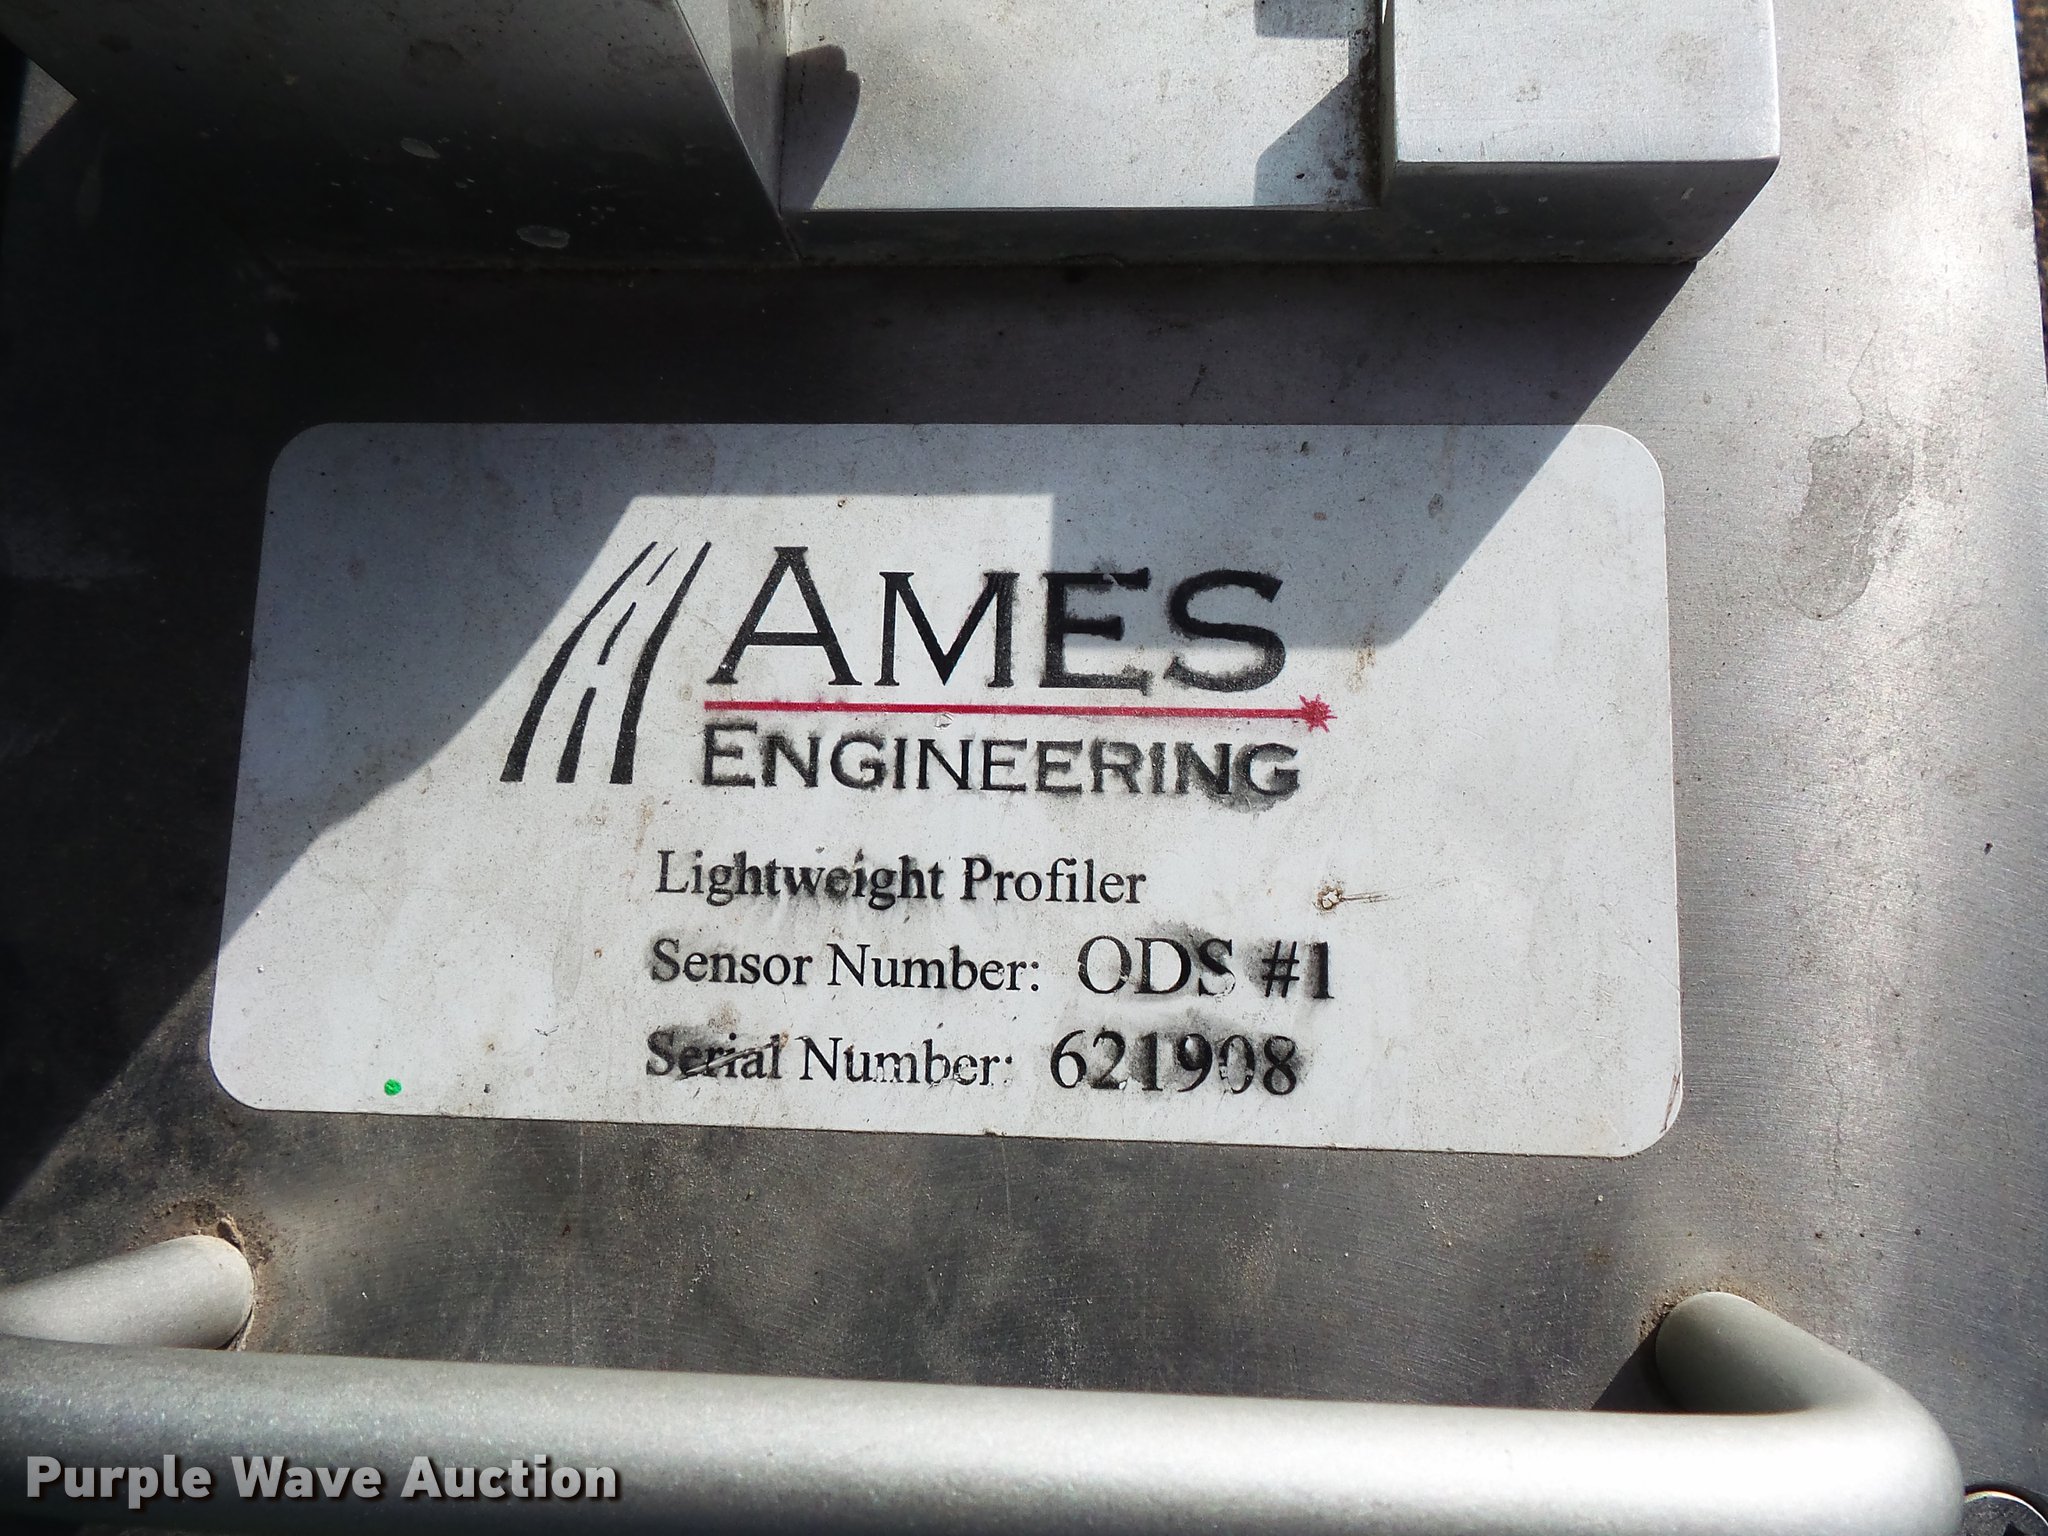 AMES
ENGINEERING
Lightweight Profiler
Sensor Number: ODS #1
Serial Number: 621908
Purple Wave Auction